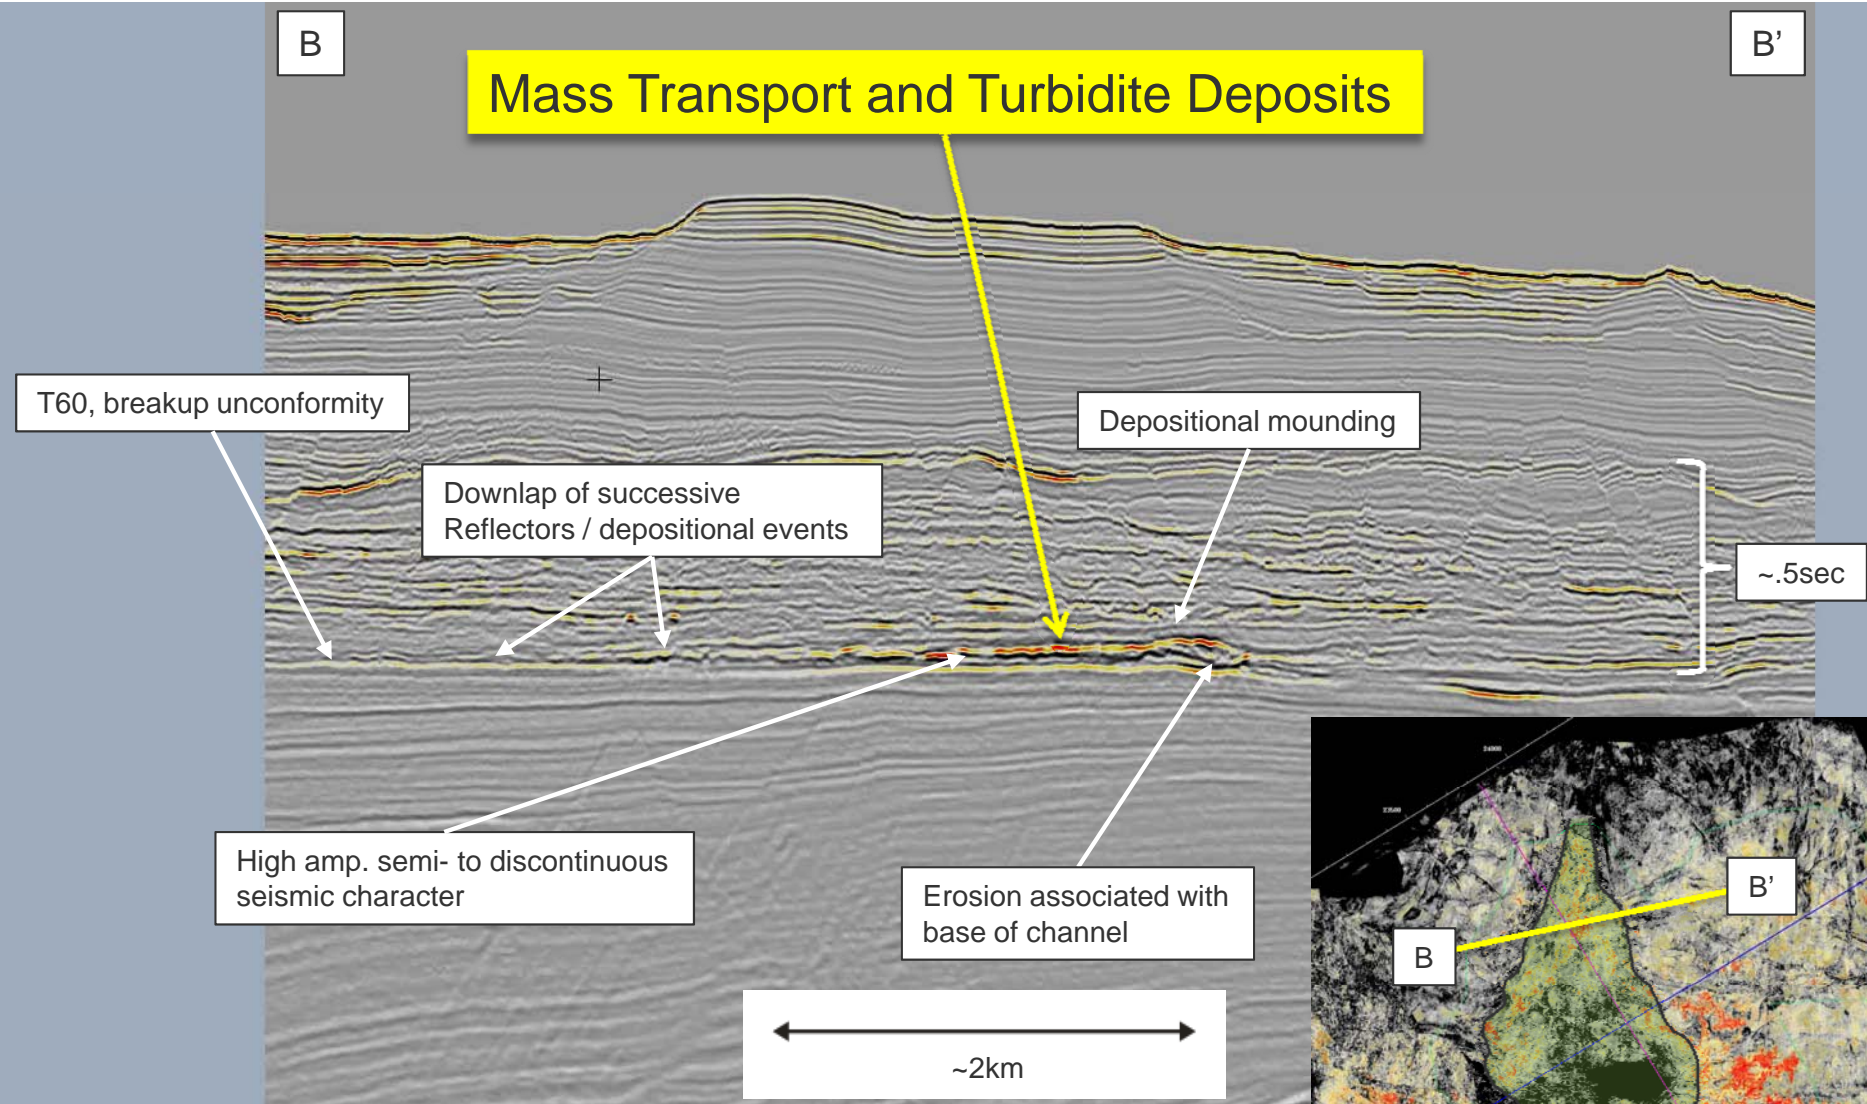 B
B’
Mass Transport and Turbidite Deposits
T60, breakup unconformity
Depositional mounding
Downlap of successive
Reflectors / depositional events
~.5sec
High amp. semi- to discontinuous
seismic character
Erosion associated with
base of channel
~2km
B’
B